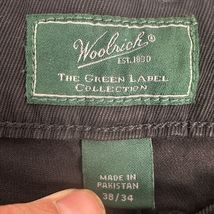 Woolrich
EST. 1830
THE GREEN LABEL
COLLECTION
MADE IN
PAKISTAN
38/34